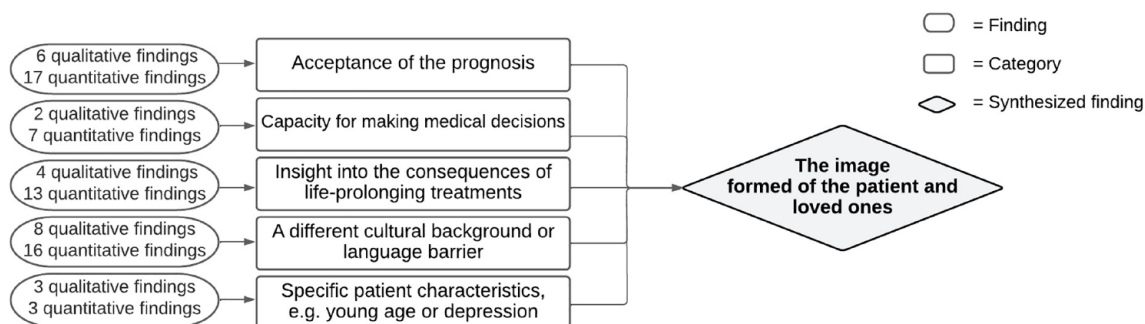 6 qualitative findings
17 quantitative findings
Acceptance of the prognosis
2 qualitative findings
7 quantitative findings
Capacity for making medical decisions
4 qualitative findings
13 quantitative findings
Insight into the consequences of
life-prolonging treatments
8 qualitative findings
16 quantitative findings
A different cultural background or
language barrier
3 qualitative findings
3 quantitative findings
Specific patient characteristics,
e.g. young age or depression
The image
formed of the patient and
loved ones
= Finding
= Category
= Synthesized finding